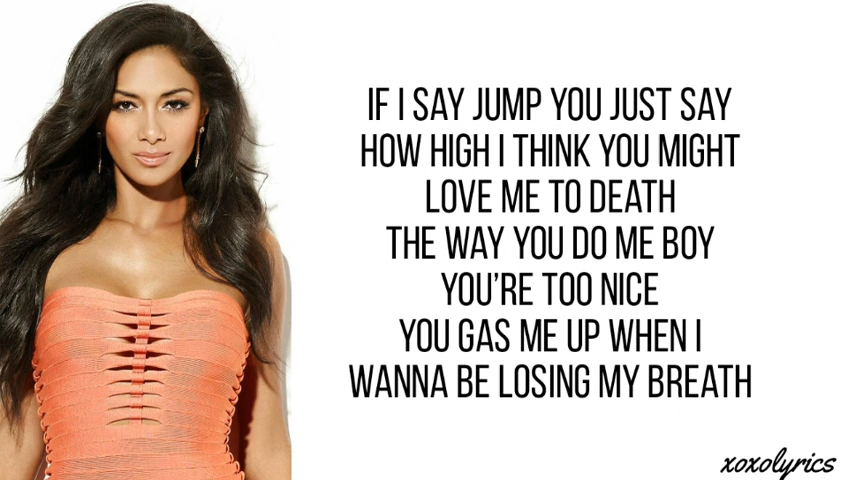 IF I SAY JUMP YOU JUST SAY
HOW HIGH I THINK YOU MIGHT
LOVE ME TO DEATH
THE WAY YOU DO ME BOY
YOU’RE TOO NICE
YOU GAS ME UP WHEN I
WANNA BE LOSING MY BREATH
xoxolyrics